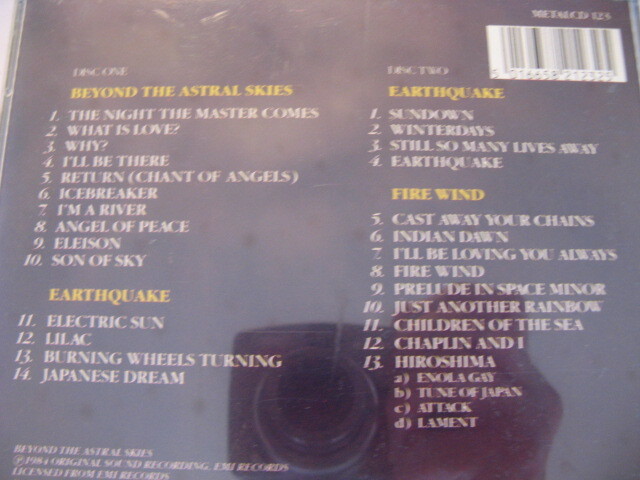 METALCD 123
DISC ONE
BEYOND THE ASTRAL SKIES
1. THE NIGHT THE MASTER COMES
2. WHAT IS LOVE?
3. WHY?
4. I'LL BE THERE
5. RETURN (CHANT OF ANGELS)
6. ICEBREAKER
7. I'M A RIVER
8. ANGEL OF PEACE
9. ELEISON
10. SON OF SKY
EARTHQUAKE
11. ELECTRIC SUN
12. LILAC
13. BURNING WHEELS TURNING
14. JAPANESE DREAM
BEYOND THE ASTRAL SKIES
℗1984 ORIGINAL SOUND RECORDING, EMI RECORDS
LICENSED FROM EMI RECORDS
DISC TWO
EARTHQUAKE
1. SUNDOWN
2. WINTERDAYS
3. STILL SO MANY LIVES AWAY
4. EARTHQUAKE
FIRE WIND
5. CAST AWAY YOUR CHAINS
6. INDIAN DAWN
7. I'LL BE LOVING YOU ALWAYS
8. FIRE WIND
9. PRELUDE IN SPACE MINOR
10. JUST ANOTHER RAINBOW
11. CHILDREN OF THE SEA
12. CHAPLIN AND I
13. HIROSHIMA
a) ENOLA GAY
b) TUNE OF JAPAN
c) ATTACK
d) LAMENT